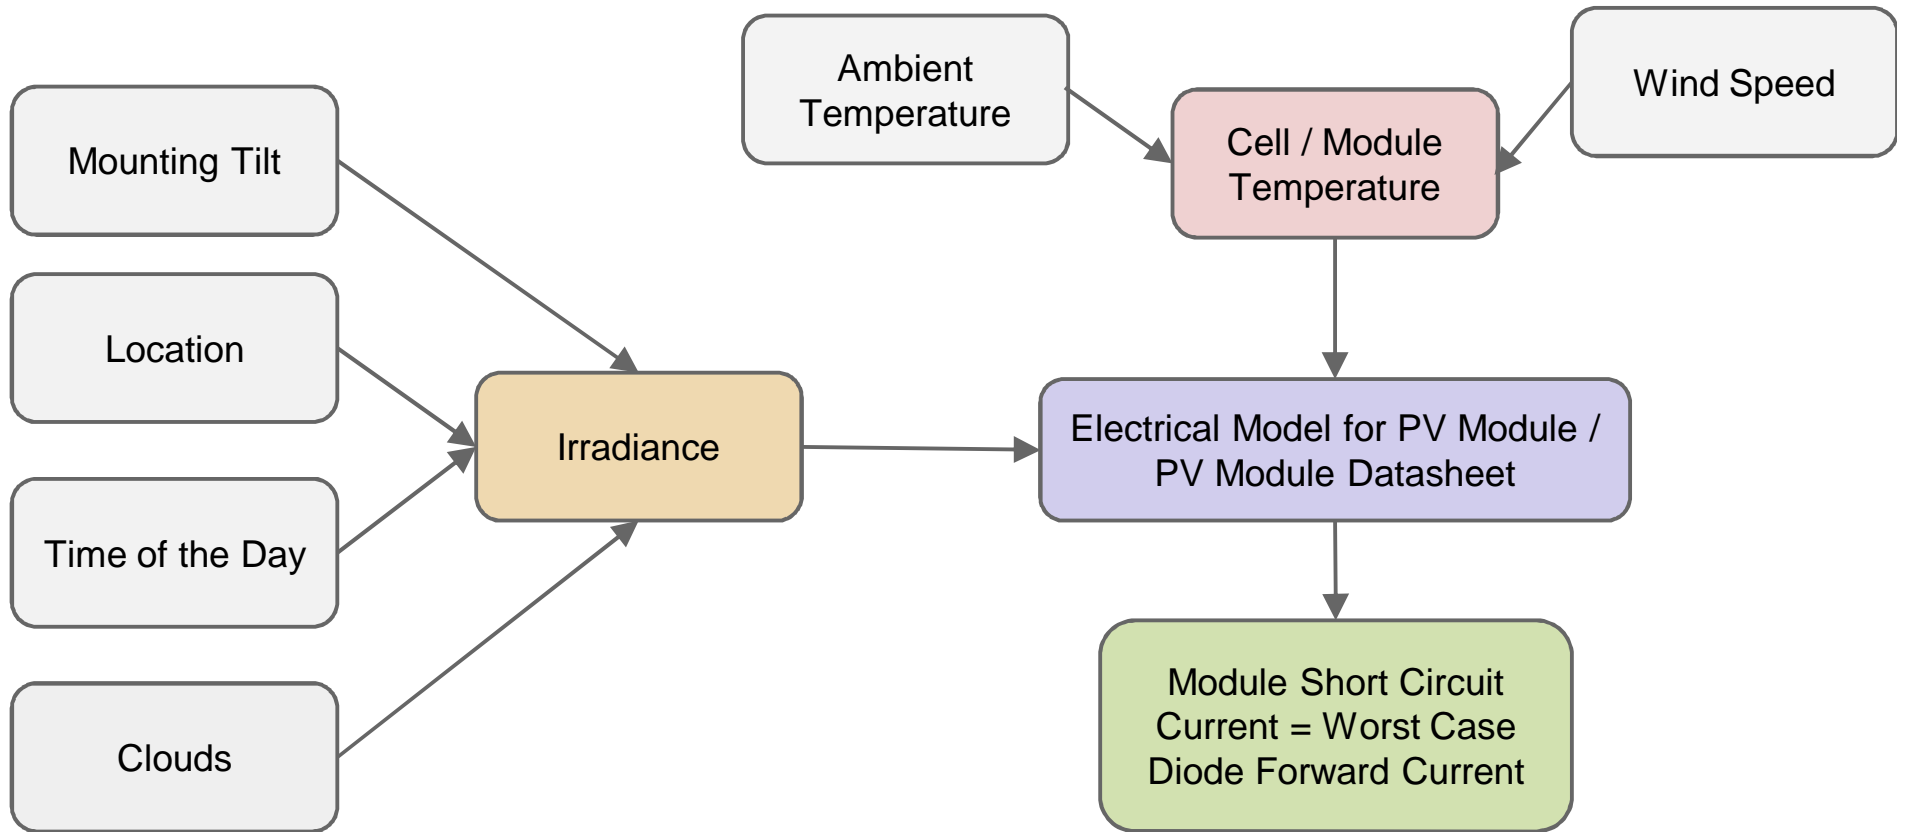 Ambient
Temperature
Wind Speed
Mounting Tilt
Cell / Module
Temperature
Location
Irradiance
Electrical Model for PV Module /
PV Module Datasheet
Time of the Day
Clouds
Module Short Circuit
Current = Worst Case
Diode Forward Current